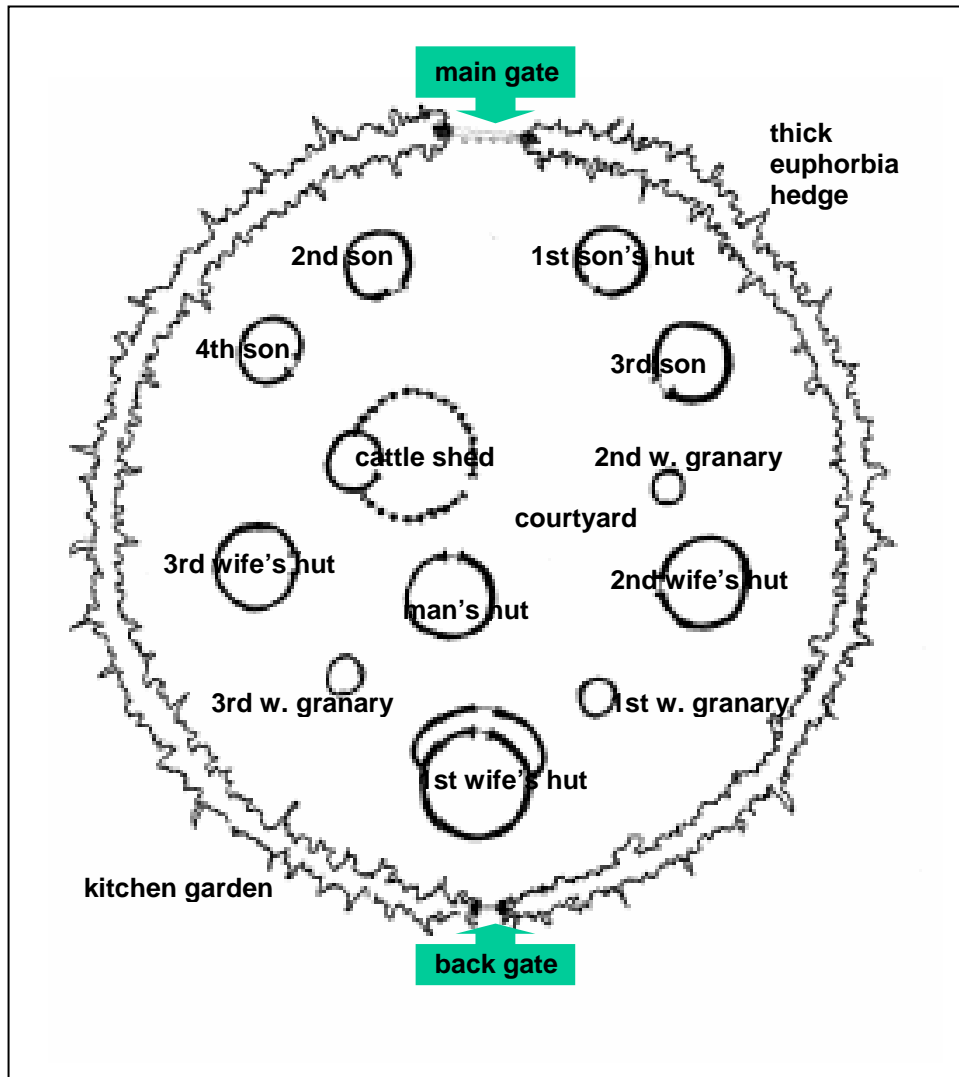 main gate
thick
euphorbia
hedge
2nd son
1st son's hut
4th son
3rd son
cattle shed
2nd w. granary
courtyard
3rd wife's hut
2nd wife's hut
man's hut
3rd w. granary
1st w. granary
1st wife's hut
kitchen garden
back gate